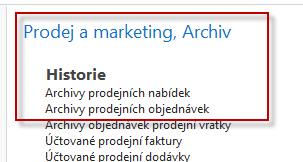 Prodej a marketing, Archiv
Historie
Archivy prodejních nabídek
Archivy prodejních objednávek
Archivy objednávek prodejní vratky
Účtované prodejní faktury
Účtované prodejní dodávky